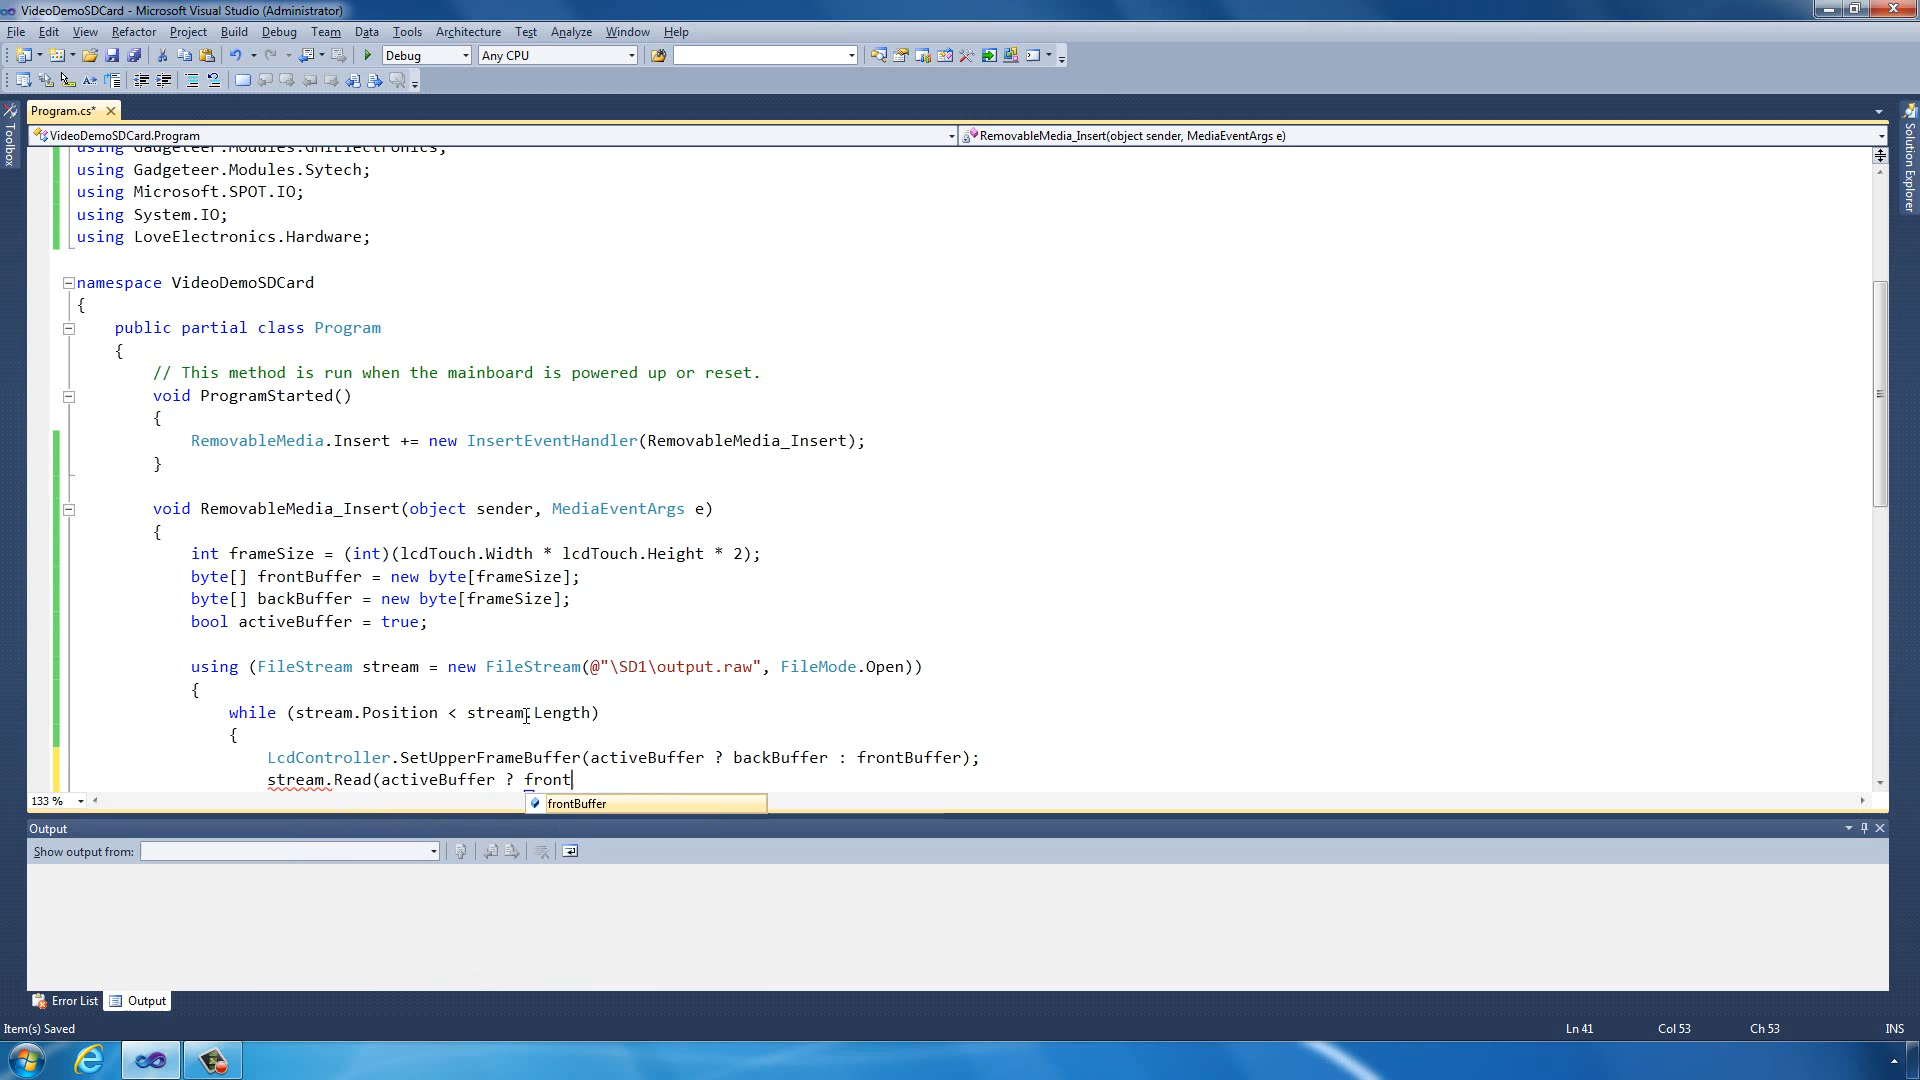 VideoDemoSDCard - Microsoft Visual Studio (Administrator)
File Edit View Refactor Project Build Debug Team Data Tools Architecture Test Analyze Window Help
Debug Any CPU
Program.cs*
Toolbox
Solution Explorer
VideoDemoSDCard.Program RemovableMedia_Insert(object sender, MediaEventArgs e)
using Gadgeteer.Modules.GHIElectronics;
using Gadgeteer.Modules.Sytech;
using Microsoft.SPOT.IO;
using System.IO;
using LoveElectronics.Hardware;
namespace VideoDemoSDCard
{
public partial class Program
{
// This method is run when the mainboard is powered up or reset.
void ProgramStarted()
{
RemovableMedia.Insert += new InsertEventHandler(RemovableMedia_Insert);
}
void RemovableMedia_Insert(object sender, MediaEventArgs e)
{
int frameSize = (int)(lcdTouch.Width * lcdTouch.Height * 2);
byte[] frontBuffer = new byte[frameSize];
byte[] backBuffer = new byte[frameSize];
bool activeBuffer = true;
using (FileStream stream = new FileStream(@"\SD1\output.raw", FileMode.Open))
{
while (stream.Position < stream.Length)
{
LcdController.SetUpperFrameBuffer(activeBuffer ? backBuffer : frontBuffer);
stream.Read(activeBuffer ? front
133 %
frontBuffer
Output
Show output from:
Error List Output
Item(s) Saved Ln 41 Col 53 Ch 53 INS